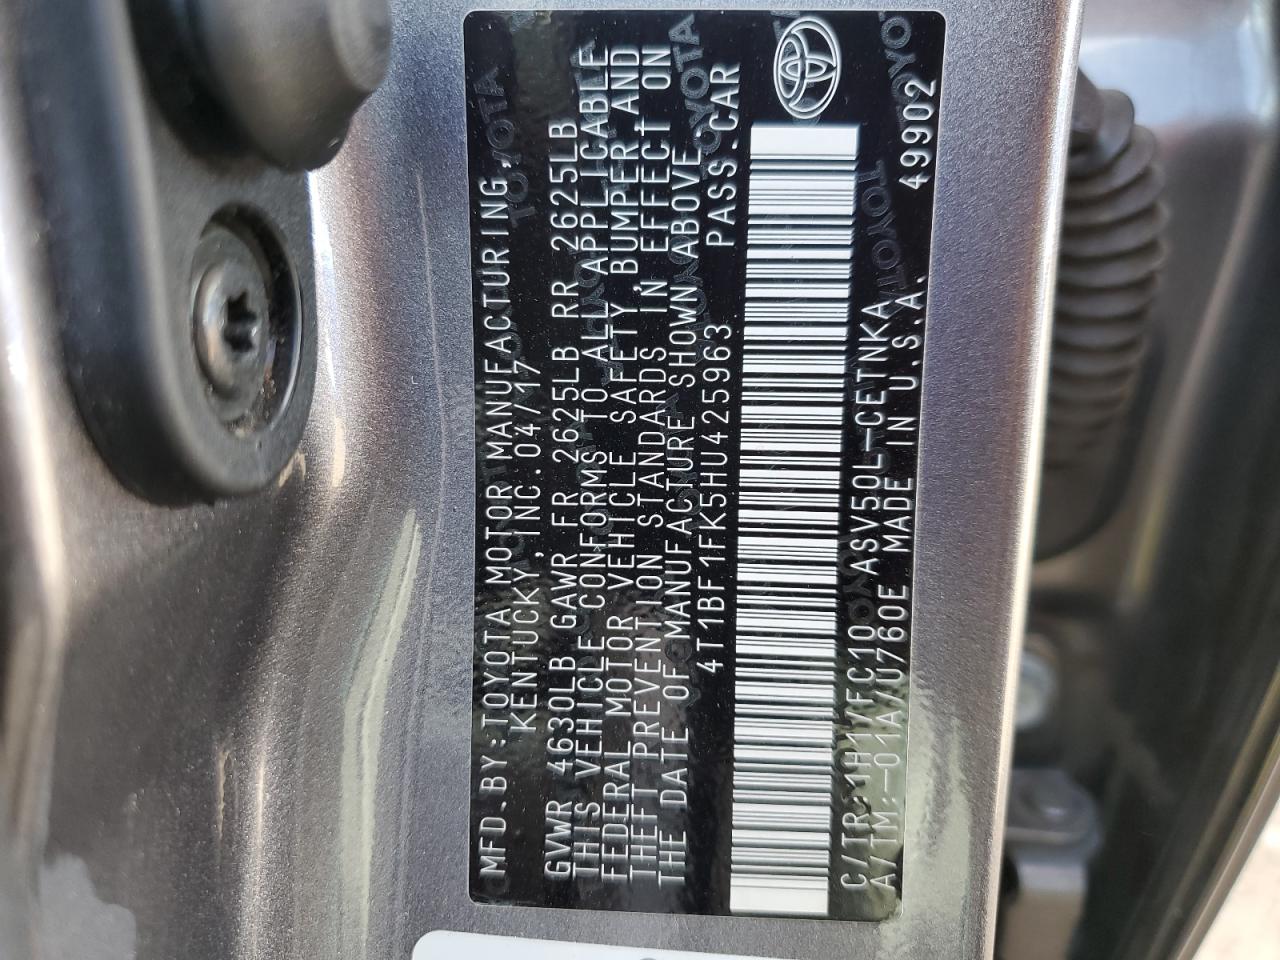 MFD.BY:TOYOTA MOTOR MANUFACTURING,
KENTUCKY, INC. 04/17
GVWR 4630LB GAWR FR 2625LB RR 2625LB
THIS VEHICLE CONFORMS TO ALL APPLICABLE
FEDERAL MOTOR VEHICLE SAFETY, BUMPER, AND
THEFT PREVENTION STANDARDS IN EFFECT ON
THE DATE OF MANUFACTURE SHOWN ABOVE.
4T1BF1FK5HU425963 PASS.CAR
C/TR:1H1/FC10 ASV50L-CETNKA
A/TM:-01A/U760E MADE IN U.S.A. 49902